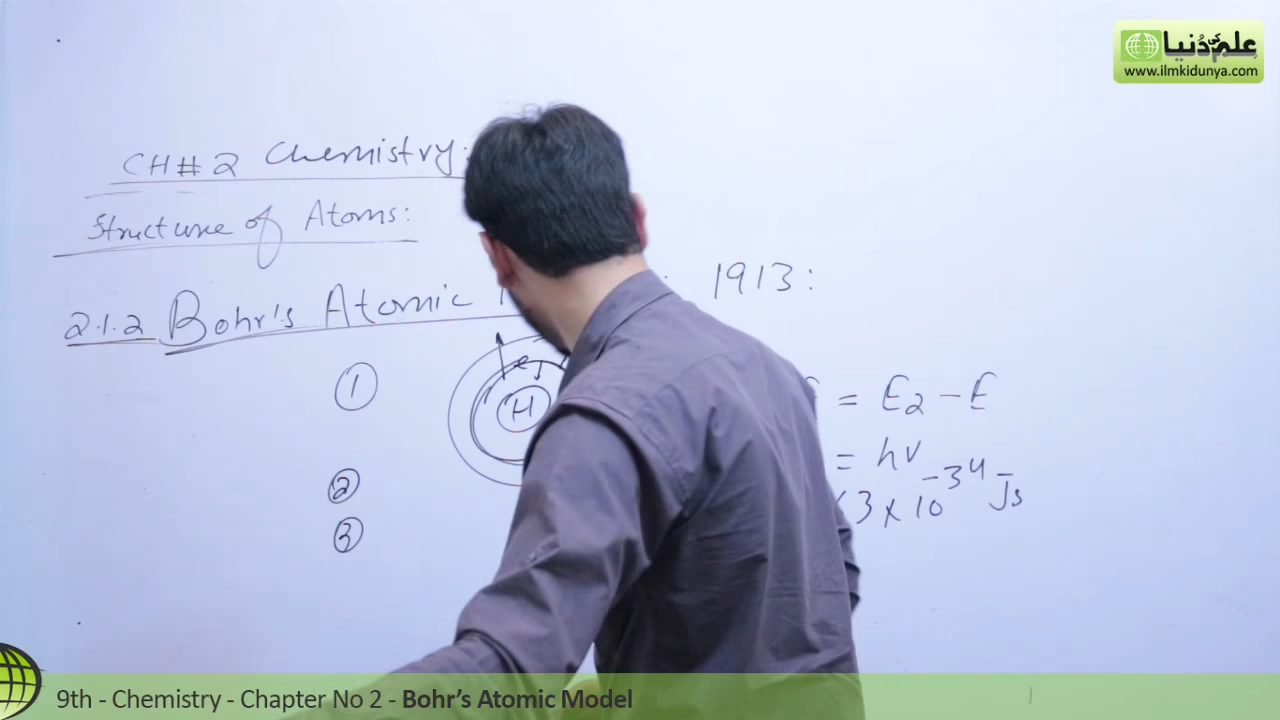 علم کی دُنیا
www.ilmkidunya.com
CH# 2 Chemistry:
Structure of Atoms:
2.1.2 Bohr's Atomic : 1913:
1
e
H
= E2 - E
= hv
3 x 10-34 Js
2
3
9th - Chemistry - Chapter No 2 - Bohr's Atomic Model